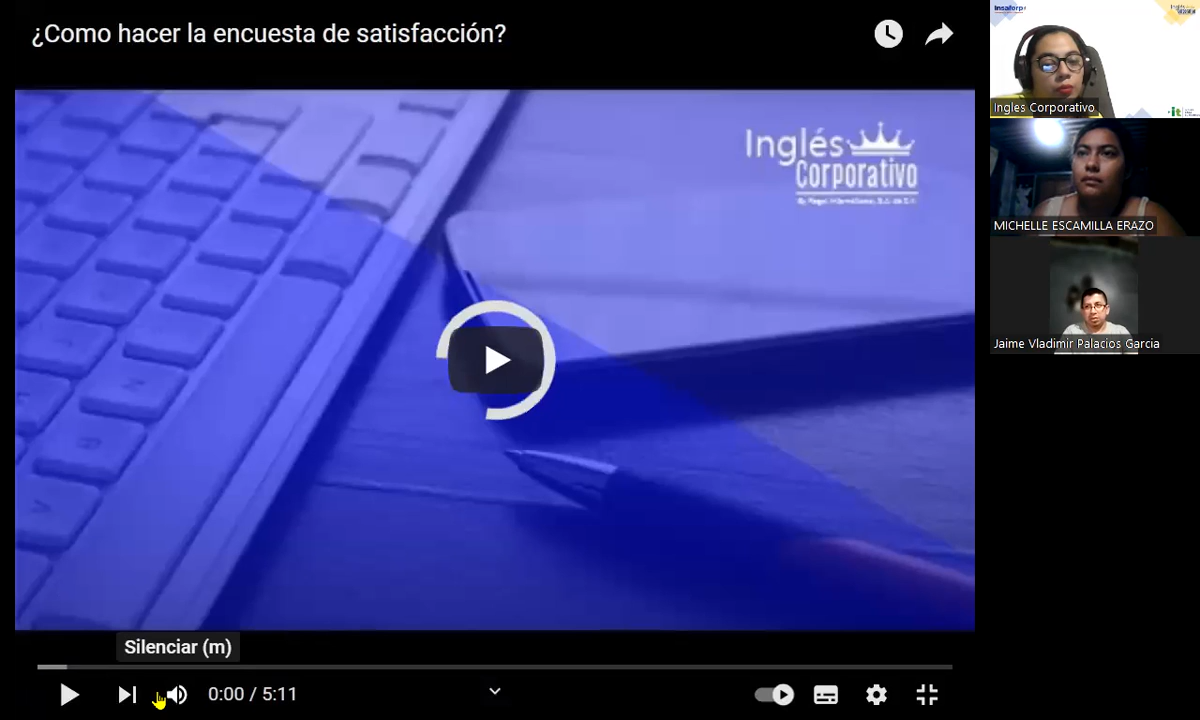 ¿Como hacer la encuesta de satisfacción?
Inglés
Corporativo
Silenciar (m)
0:00 / 5:11
Insaforp
Ingles Corporativo
MICHELLE ESCAMILLA ERAZO
Jaime Vladimir Palacios Garcia